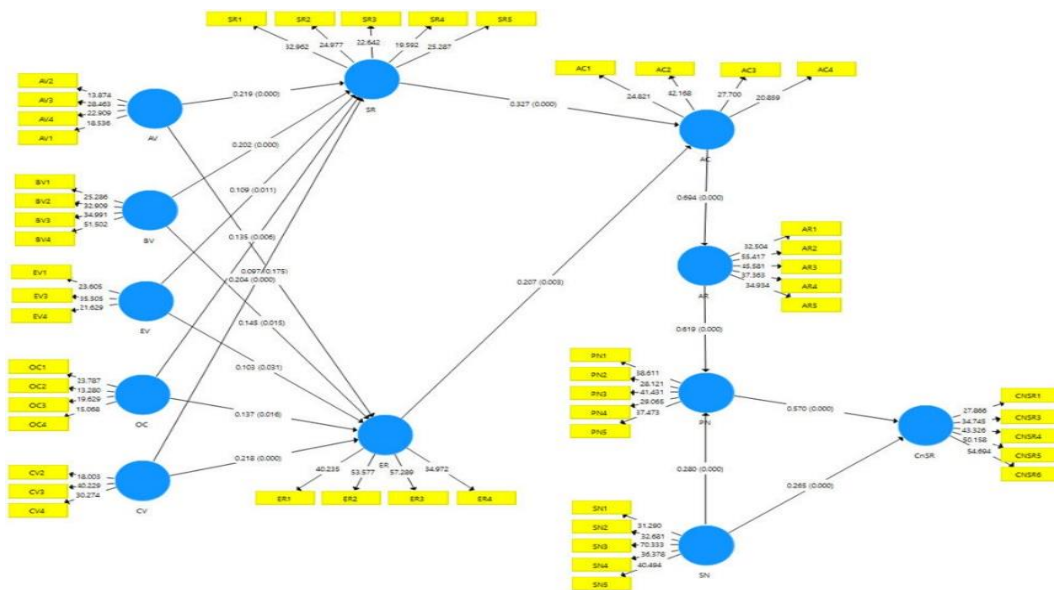 SR1 SR2 SR3 SR4 SR5
32.962 24.977 22.642 19.592 25.287
SR
AC1 AC2 AC3 AC4
24.821 42.168 27.700 20.859
AC
AV2
AV3
AV4
AV1
13.874
28.463
22.909
18.536
AV
0.219 (0.000)
0.327 (0.000)
BV1
BV2
BV3
BV4
25.286
32.909
34.991
51.502
BV
0.202 (0.000)
0.109 (0.011)
0.135 (0.006)
0.097 (0.175)
0.204 (0.000)
0.694 (0.000)
AR1
AR2
AR3
AR4
AR5
32.504
55.417
37.363
34.934
AR
EV1
EV3
EV4
23.605
35.305
21.629
EV
0.145 (0.015)
0.103 (0.031)
0.207 (0.003)
0.619 (0.000)
OC1
OC2
OC3
OC4
23.787
13.280
19.629
15.068
OC
0.137 (0.016)
PN1
PN2
PN3
PN4
PN5
38.611
28.121
41.431
29.065
37.473
PN
0.570 (0.000)
CNSR1
CNSR3
CNSR4
CNSR5
CNSR6
27.866
34.745
43.326
50.158
54.694
CnSR
CV2
CV3
CV4
18.003
40.229
30.274
CV
0.218 (0.000)
ER
40.235 53.577 57.289 34.972
ER1 ER2 ER3 ER4
0.280 (0.000)
0.265 (0.000)
SN1
SN2
SN3
SN4
SN5
31.290
32.681
70.333
36.378
40.494
SN